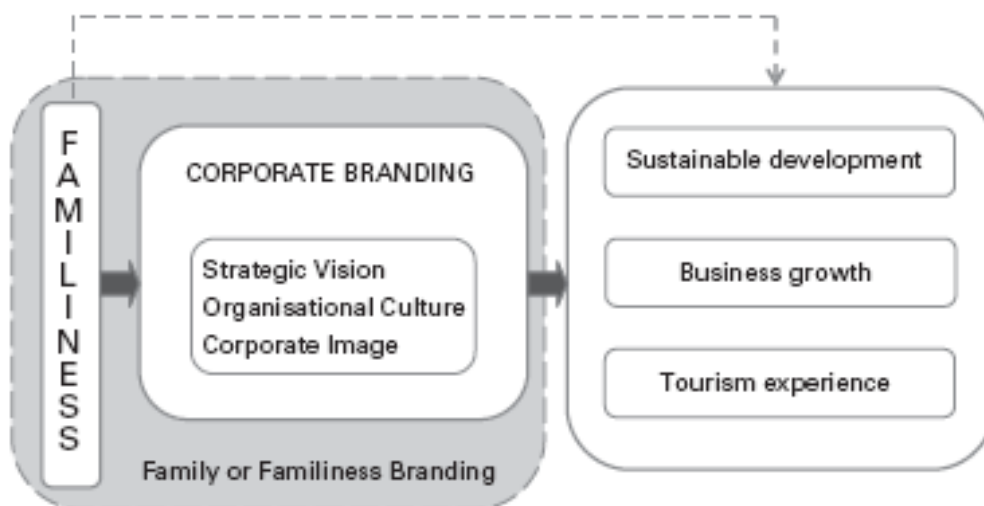 FAMILINESS
CORPORATE BRANDING
Strategic Vision
Organisational Culture
Corporate Image
Family or Familiness Branding
Sustainable development
Business growth
Tourism experience